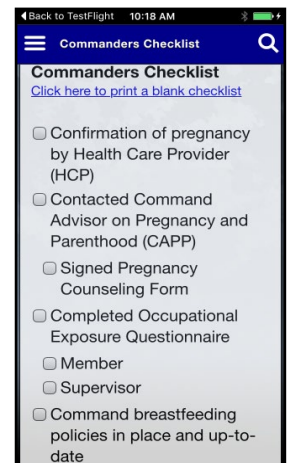 Back to TestFlight 10:18 AM
Commanders Checklist
Commanders Checklist
Click here to print a blank checklist
Confirmation of pregnancy
by Health Care Provider
(HCP)
Contacted Command
Advisor on Pregnancy and
Parenthood (CAPP)
Signed Pregnancy
Counseling Form
Completed Occupational
Exposure Questionnaire
Member
Supervisor
Command breastfeeding
policies in place and up-to-
date